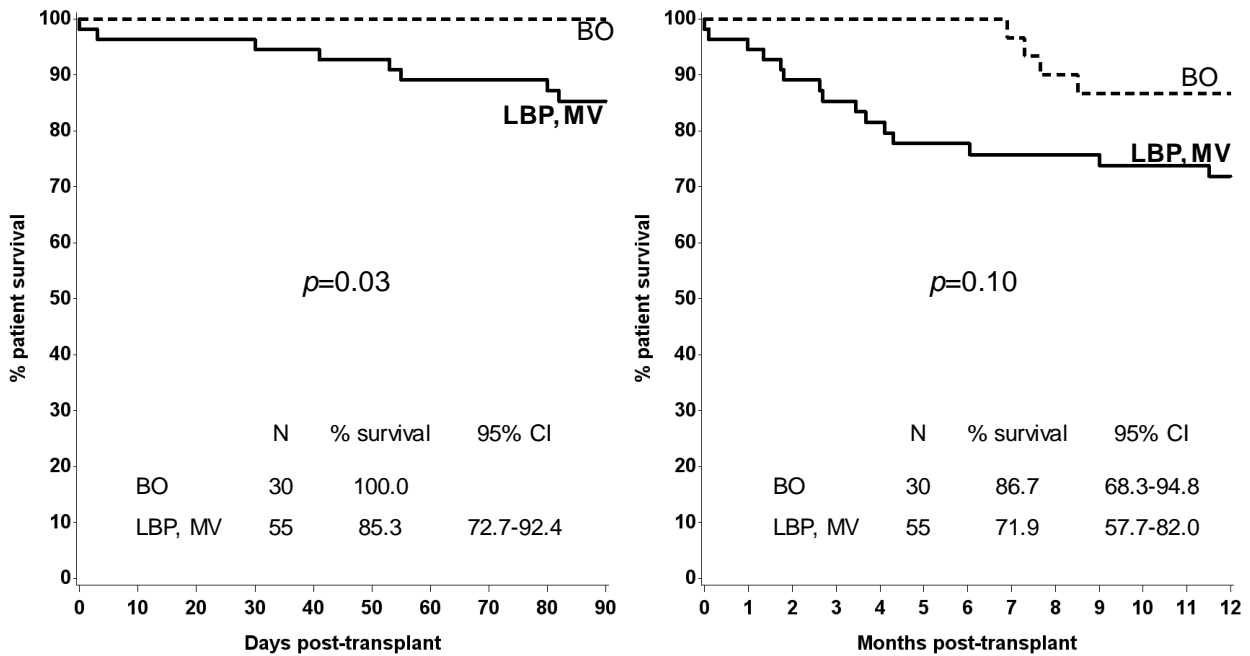 100
90
80
70
60
50
40
30
20
10
0
% patient survival
BO
LBP, MV
p=0.03
N % survival 95% CI
BO 30 100.0
LBP, MV 55 85.3 72.7-92.4
0 10 20 30 40 50 60 70 80 90
Days post-transplant
100
90
80
70
60
50
40
30
20
10
0
% patient survival
BO
LBP, MV
p=0.10
N % survival 95% CI
BO 30 86.7 68.3-94.8
LBP, MV 55 71.9 57.7-82.0
0 1 2 3 4 5 6 7 8 9 10 11 12
Months post-transplant